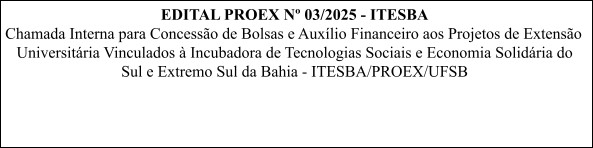 EDITAL PROEX Nº 03/2025 - ITESBA
Chamada Interna para Concessão de Bolsas e Auxílio Financeiro aos Projetos de Extensão
Universitária Vinculados à Incubadora de Tecnologias Sociais e Economia Solidária do
Sul e Extremo Sul da Bahia - ITESBA/PROEX/UFSB